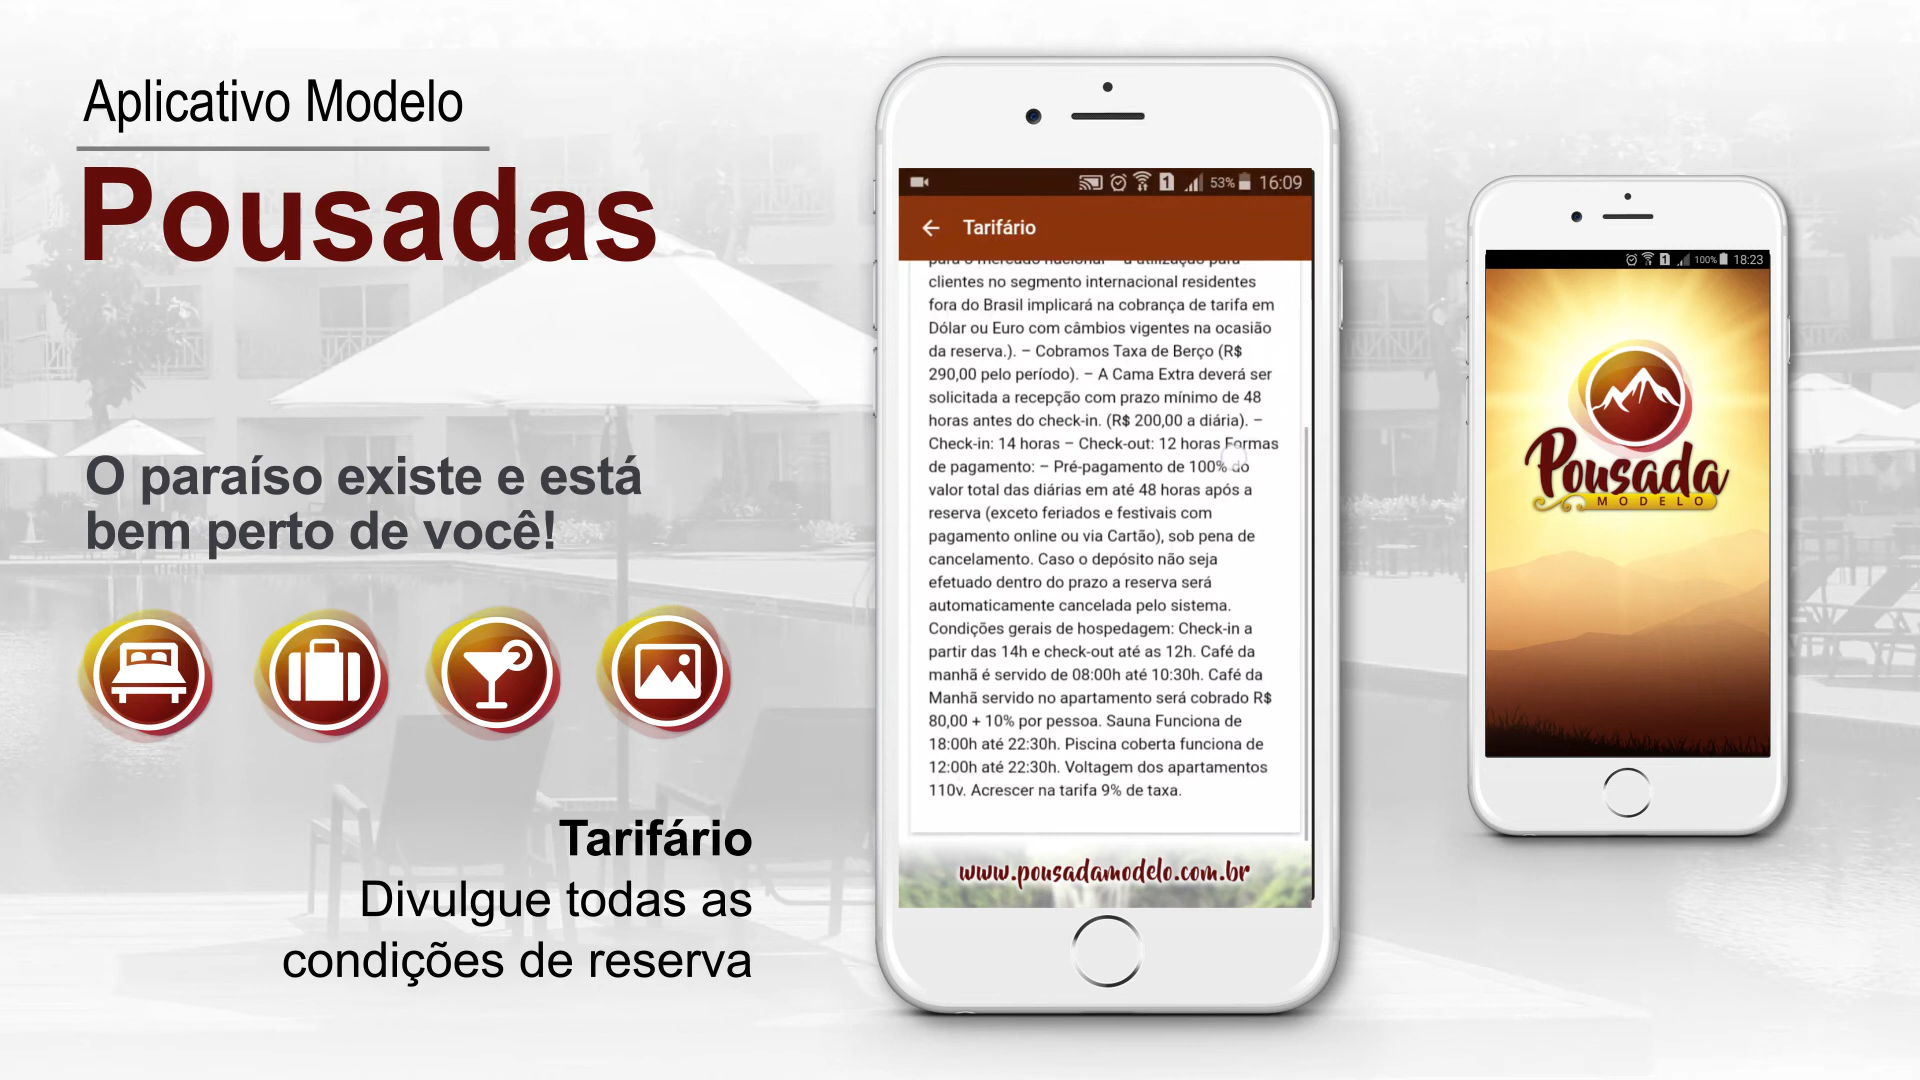 Aplicativo Modelo
Pousadas
O paraíso existe e está
bem perto de você!
Tarifário
Divulgue todas as
condições de reserva
1 53% 16:09
Tarifário
para o mercado nacional – a utilização para
clientes no segmento internacional residentes
fora do Brasil implicará na cobrança de tarifa em
Dólar ou Euro com câmbios vigentes na ocasião
da reserva.). – Cobramos Taxa de Berço (R$
290,00 pelo período). – A Cama Extra deverá ser
solicitada a recepção com prazo mínimo de 48
horas antes do check-in. (R$ 200,00 a diária). –
Check-in: 14 horas – Check-out: 12 horas Formas
de pagamento: – Pré-pagamento de 100% do
valor total das diárias em até 48 horas após a
reserva (exceto feriados e festivais com
pagamento online ou via Cartão), sob pena de
cancelamento. Caso o depósito não seja
efetuado dentro do prazo a reserva será
automaticamente cancelada pelo sistema.
Condições gerais de hospedagem: Check-in a
partir das 14h e check-out até as 12h. Café da
manhã é servido de 08:00h até 10:30h. Café da
Manhã servido no apartamento será cobrado R$
80,00 + 10% por pessoa. Sauna Funciona de
18:00h até 22:30h. Piscina coberta funciona de
12:00h até 22:30h. Voltagem dos apartamentos
110v. Acrescer na tarifa 9% de taxa.
www.pousadamodelo.com.br
1 100% 18:23
Pousada
MODELO